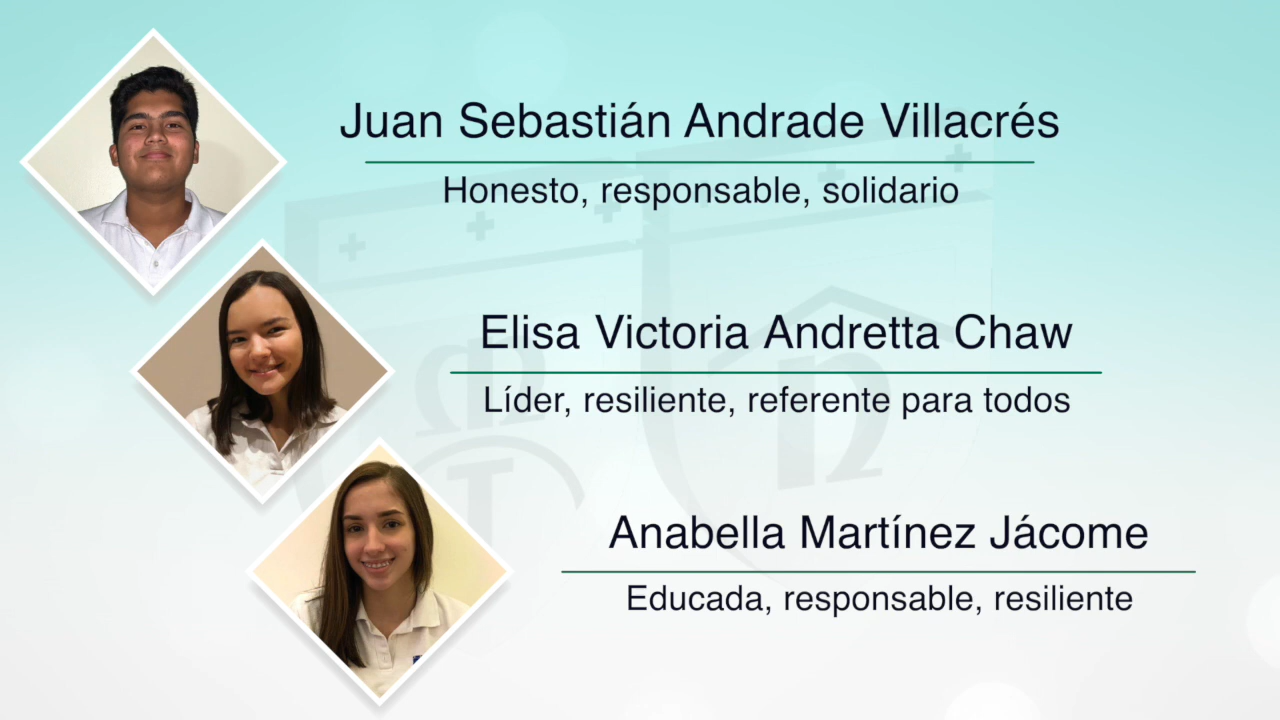 Juan Sebastián Andrade Villacrés
Honesto, responsable, solidario
Elisa Victoria Andretta Chaw
Líder, resiliente, referente para todos
Anabella Martínez Jácome
Educada, responsable, resiliente